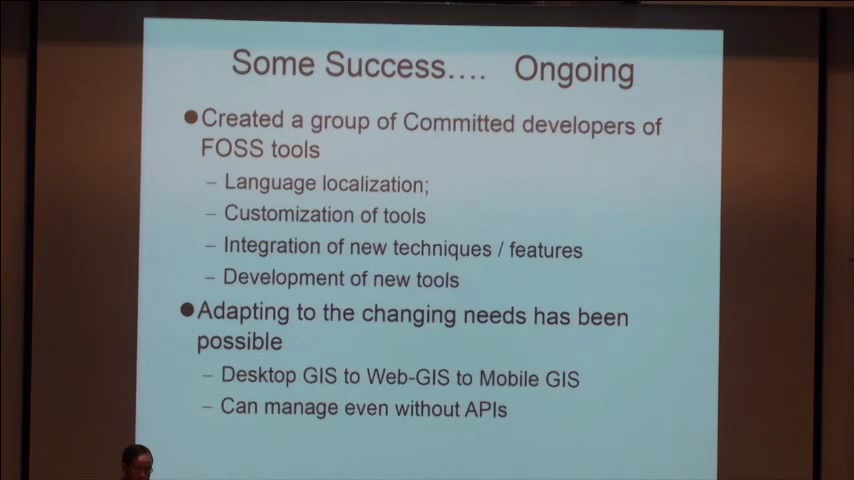 Some Success.... Ongoing
●Created a group of Committed developers of
FOSS tools
– Language localization;
– Customization of tools
– Integration of new techniques / features
– Development of new tools
●Adapting to the changing needs has been
possible
– Desktop GIS to Web-GIS to Mobile GIS
– Can manage even without APIs